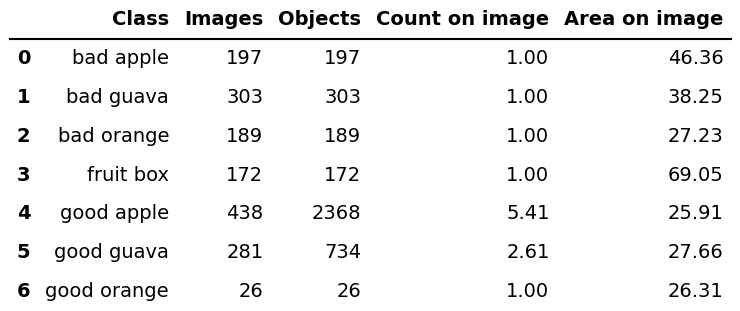 Class Images Objects Count on image Area on image
0 bad apple 197 197 1.00 46.36
1 bad guava 303 303 1.00 38.25
2 bad orange 189 189 1.00 27.23
3 fruit box 172 172 1.00 69.05
4 good apple 438 2368 5.41 25.91
5 good guava 281 734 2.61 27.66
6 good orange 26 26 1.00 26.31